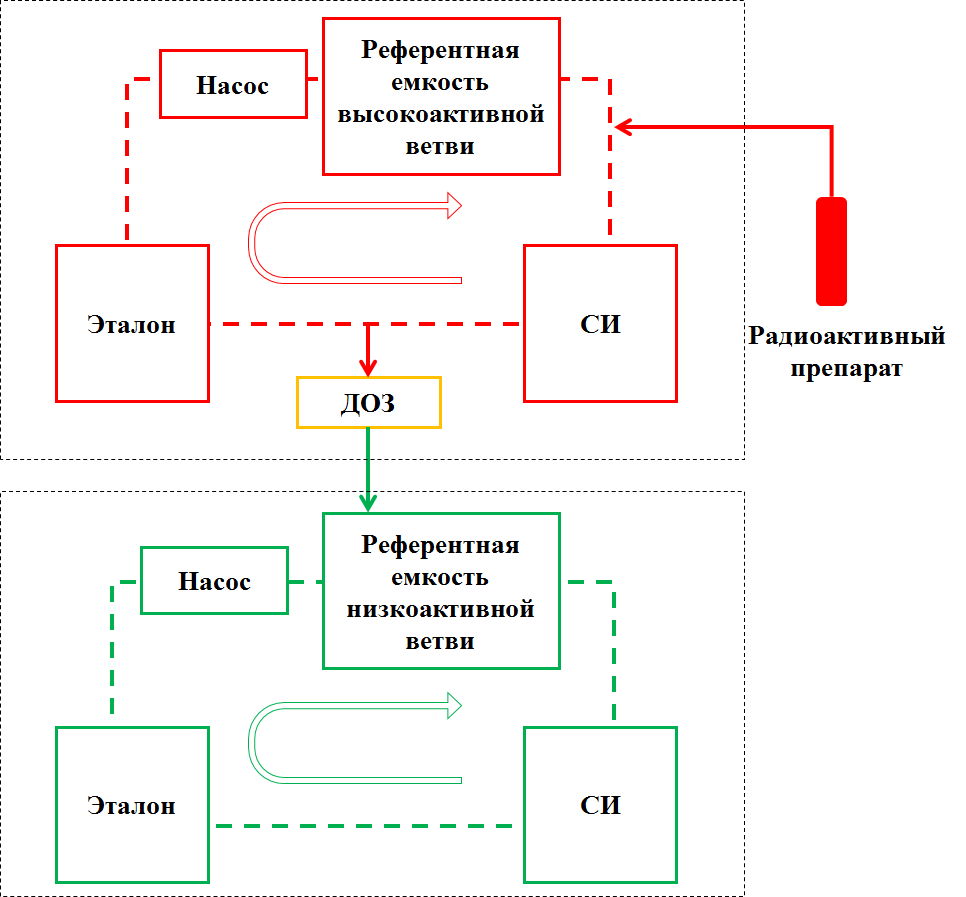 Насос
Референтная
емкость
высокоактивной
ветви
Эталон
СИ
Радиоактивный
препарат
ДОЗ
Референтная
емкость
низкоактивной
ветви
Насос
Эталон
СИ